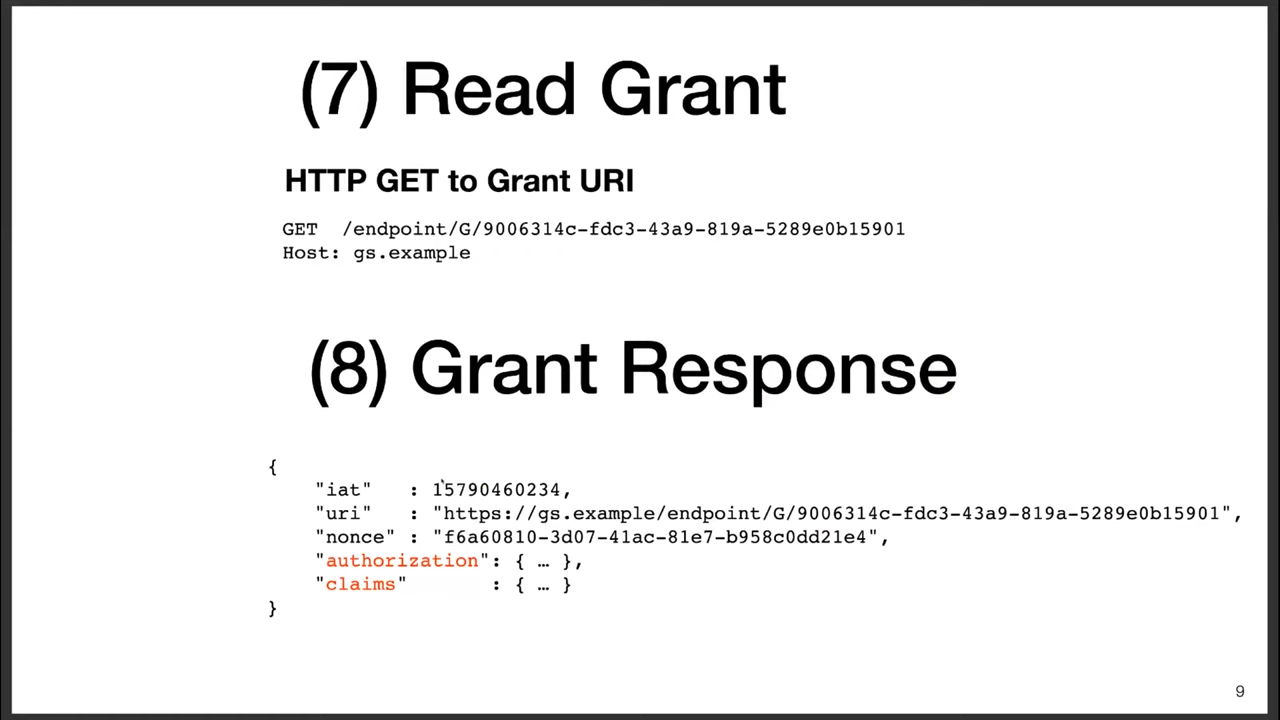 (7) Read Grant
HTTP GET to Grant URI
GET  /endpoint/G/9006314c-fdc3-43a9-819a-5289e0b15901
Host: gs.example
(8) Grant Response
{
    "iat"   : 15790460234,
    "uri"   : "https://gs.example/endpoint/G/9006314c-fdc3-43a9-819a-5289e0b15901",
    "nonce" : "f6a60810-3d07-41ac-81e7-b958c0dd21e4",
    "authorization": { … },
    "claims"       : { … }
}
9